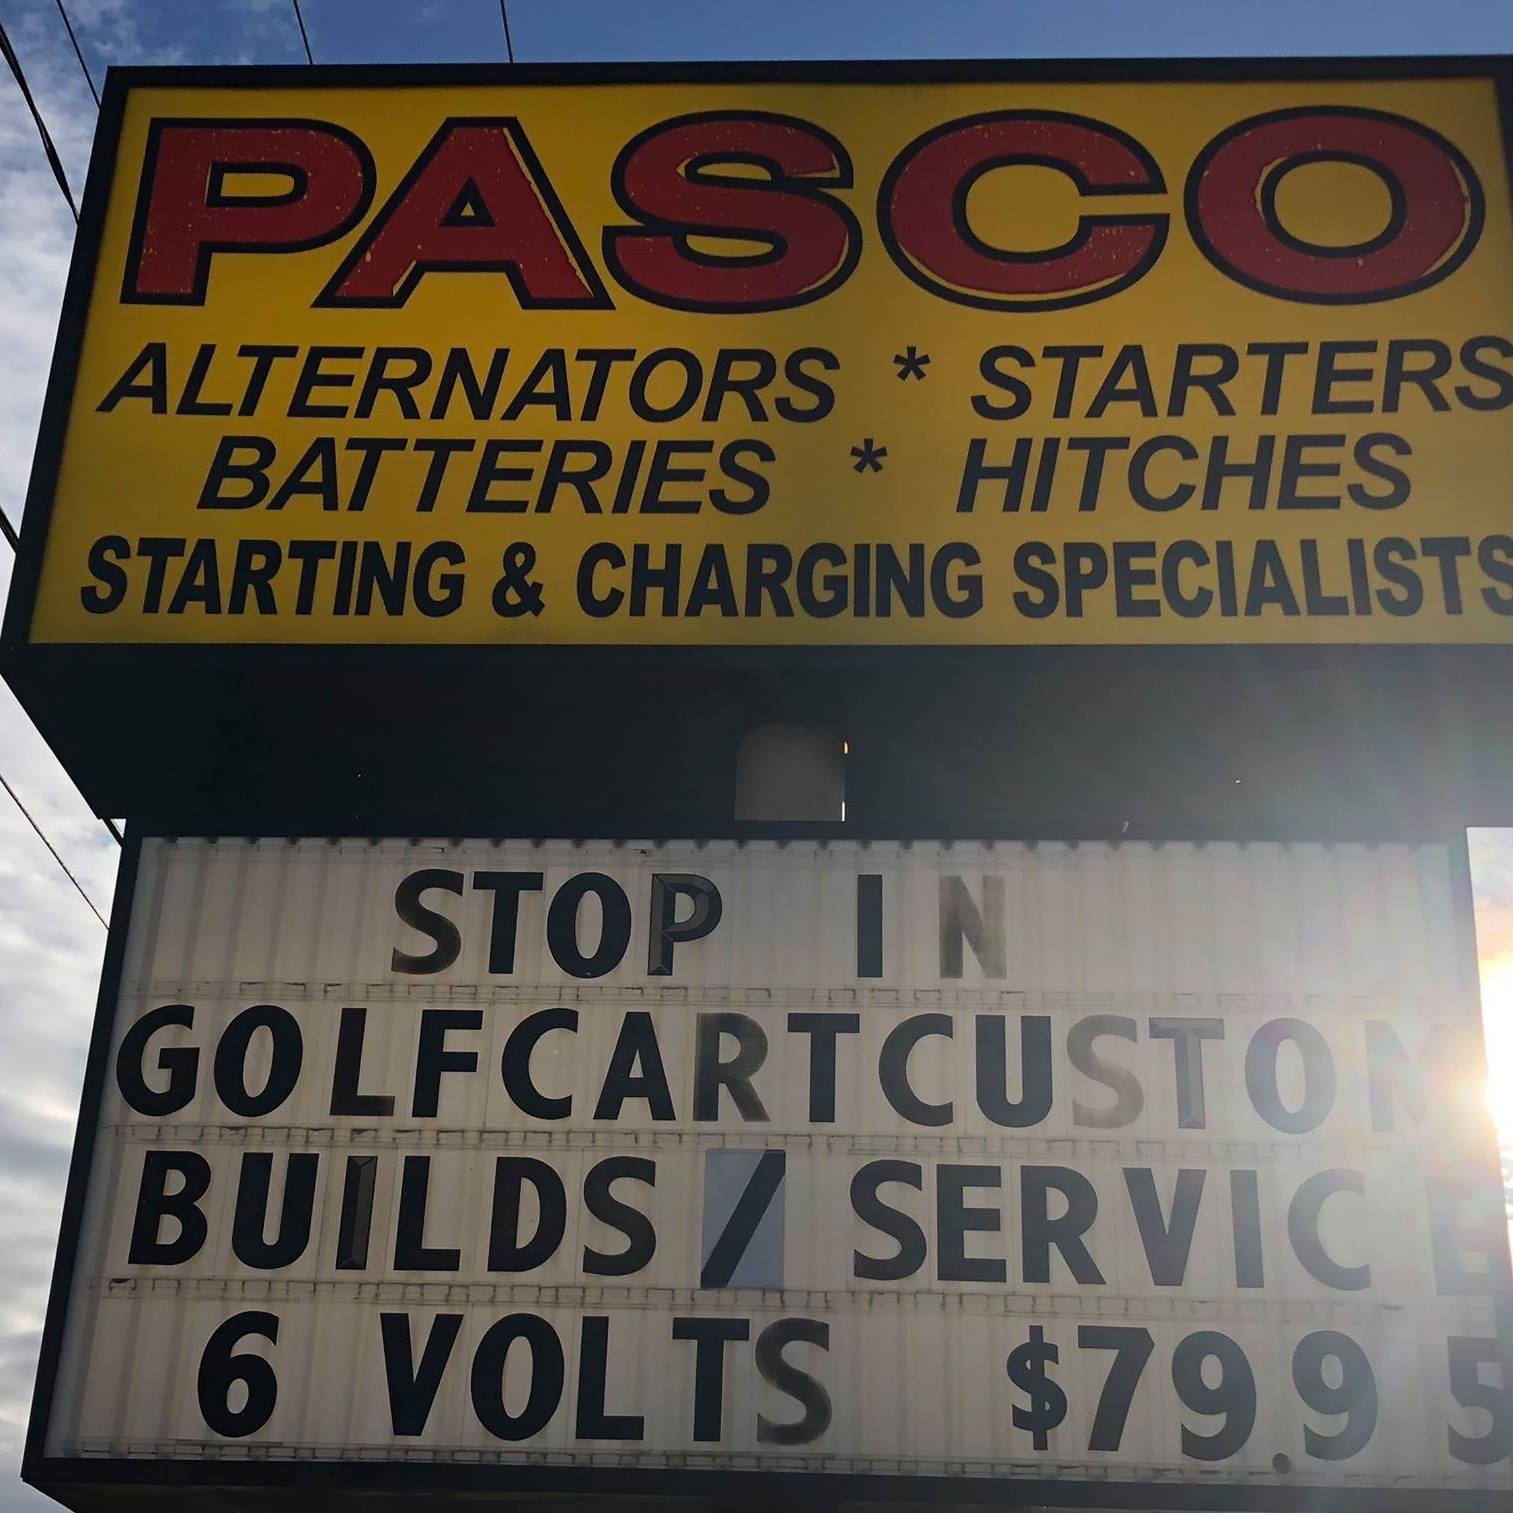 PASCO
ALTERNATORS * STARTERS
BATTERIES * HITCHES
STARTING & CHARGING SPECIALISTS
STOP IN
GOLFCARTCUSTOM
BUILDS / SERVICE
6 VOLTS $79.95